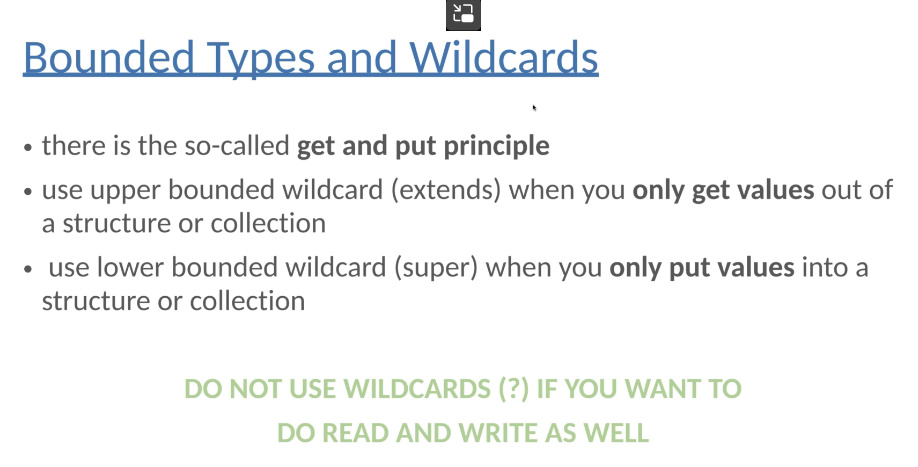 Bounded Types and Wildcards
• there is the so-called get and put principle
• use upper bounded wildcard (extends) when you only get values out of
a structure or collection
• use lower bounded wildcard (super) when you only put values into a
structure or collection
DO NOT USE WILDCARDS (?) IF YOU WANT TO
DO READ AND WRITE AS WELL